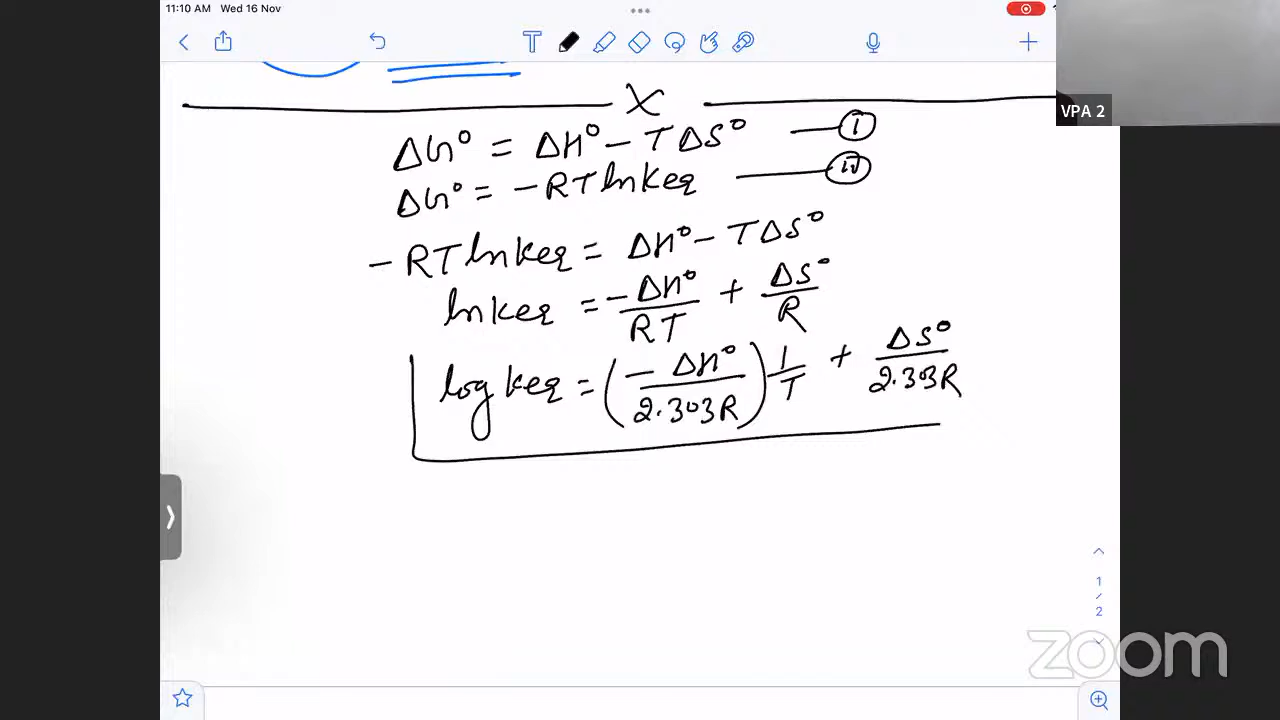 11:10 AM Wed 16 Nov
VPA 2
X
ΔG° = ΔH° - TΔS° — (i)
ΔG° = -RT ln Keq — (ii)
-RT ln Keq = ΔH° - TΔS°
ln Keq = -ΔH°/RT + ΔS°/R
log Keq = (-ΔH°/2.303R) 1/T + ΔS°/2.303R
1
/
2
zoom